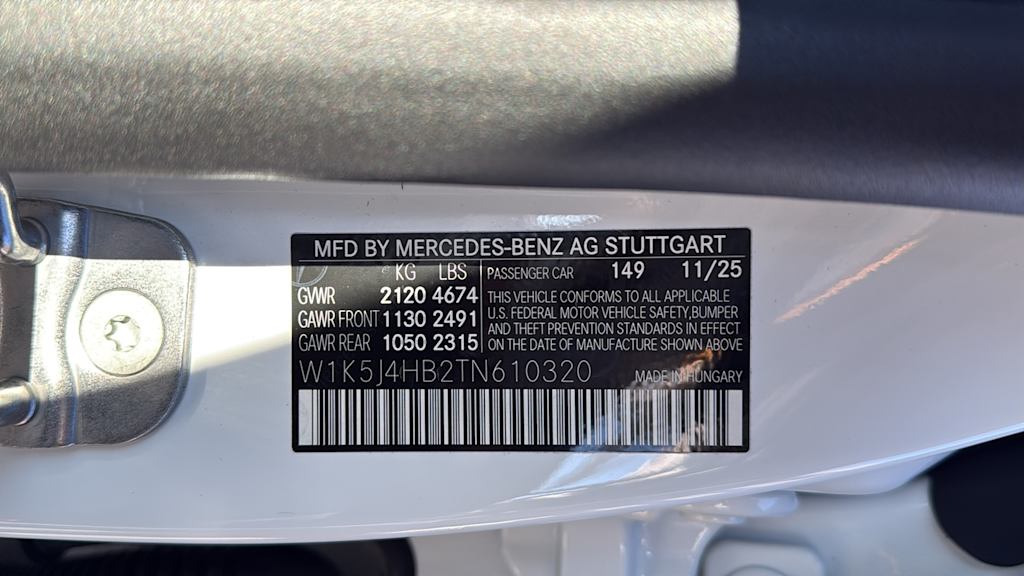 MFD BY MERCEDES-BENZ AG STUTTGART
KG LBS
GVWR 2120 4674
GAWR FRONT 1130 2491
GAWR REAR 1050 2315
PASSENGER CAR 149 11/25
THIS VEHICLE CONFORMS TO ALL APPLICABLE
U.S. FEDERAL MOTOR VEHICLE SAFETY,BUMPER
AND THEFT PREVENTION STANDARDS IN EFFECT
ON THE DATE OF MANUFACTURE SHOWN ABOVE
W1K5J4HB2TN610320
MADE IN HUNGARY